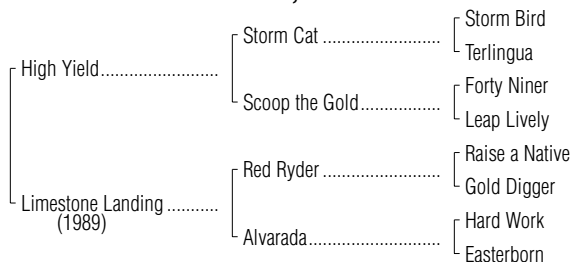 Storm Bird
Storm Cat ........................
Terlingua
High Yield........................
Forty Niner
Scoop the Gold................
Leap Lively
Raise a Native
Red Ryder ........................
Gold Digger
Limestone Landing ...........
(1989)
Hard Work
Alvarada...........................
Easterborn